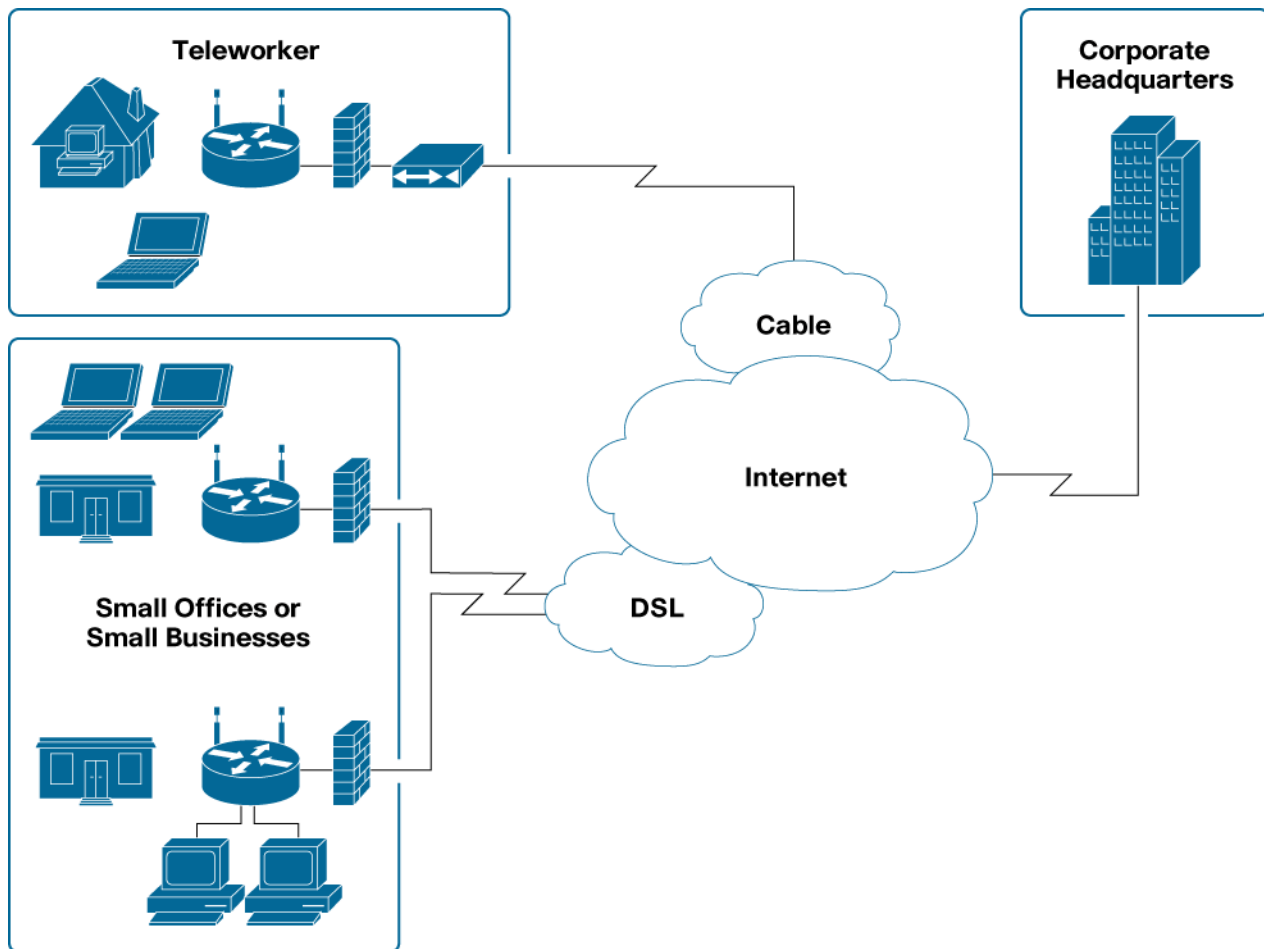 Teleworker
Corporate
Headquarters
Cable
Internet
DSL
Small Offices or
Small Businesses